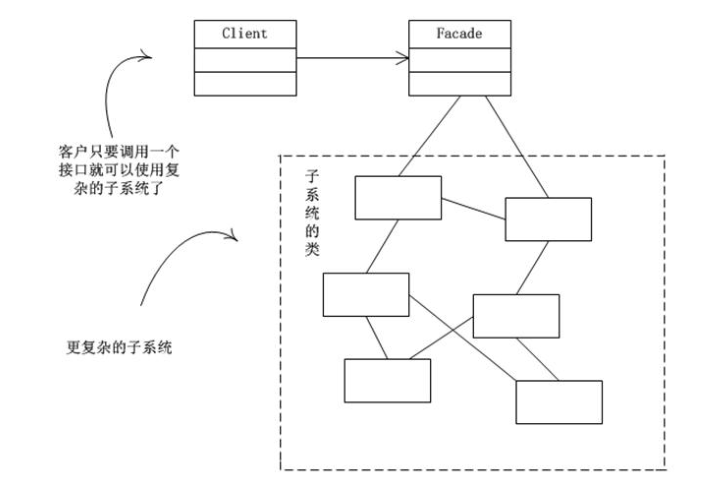 Client
Facade
客户只要调用一个
接口就可以使用复
杂的子系统了
子系统的类
更复杂的子系统